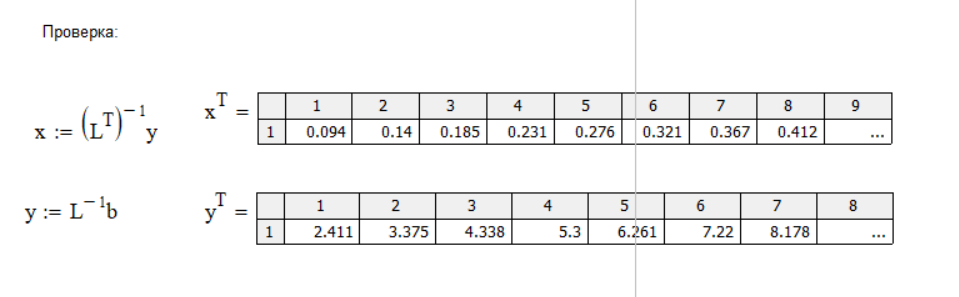 Проверка:
x := (L^T)^-1 y
x^T =
1 2 3 4 5 6 7 8 9
1 0.094 0.14 0.185 0.231 0.276 0.321 0.367 0.412 ...
y := L^-1 b
y^T =
1 2 3 4 5 6 7 8
1 2.411 3.375 4.338 5.3 6.261 7.22 8.178 ...